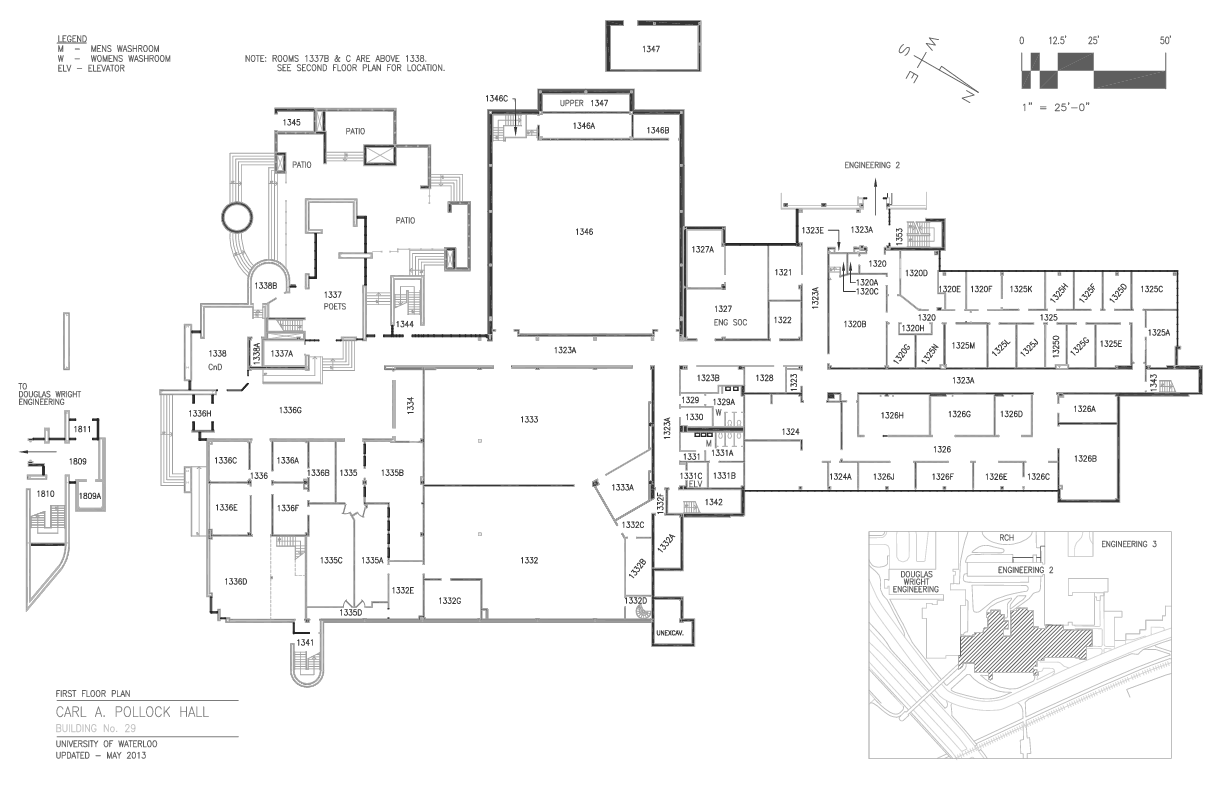 LEGEND
M – MENS WASHROOM
W – WOMENS WASHROOM
ELV – ELEVATOR
NOTE: ROOMS 1337B & C ARE ABOVE 1338.
SEE SECOND FLOOR PLAN FOR LOCATION.
1347
S W
E N
0 12.5' 25' 50'
1" = 25'-0"
1346C
UPPER 1347
1346A
1346B
1345
PATIO
PATIO
PATIO
ENGINEERING 2
1346
1323E
1323A
1353
1327A
1321
1320
1320A
1320C
1320D
1338B
1337
POETS
1344
1327
ENG SOC
1322
1323A
1320B
1320E
1320F
1325K
1325H
1325F
1325D
1325C
1320
1325
1320H
1325A
1320G
1325N
1325M
1325L
1325J
1325O
1325G
1325E
1338
CnD
1338A
1337A
1323A
1323B
1328
1323
1323A
1343
TO
DOUGLAS WRIGHT
ENGINEERING
1336H
1336G
1334
1333
1323A
1329
1329A
W
1330
1324
1326H
1326G
1326D
1326A
1811
1809
1809A
1810
1336C
1336
1336A
1336B
1335
1335B
M
1331
1331A
1331C
ELV
1331B
1326
1326B
1324A
1326J
1326F
1326E
1326C
1333A
1336E
1336F
1332F
1342
1332C
1332A
1336D
1335C
1335A
1332
1332B
1332E
1332G
1332D
1335D
1341
UNEXCAV.
RCH
ENGINEERING 3
ENGINEERING 2
DOUGLAS
WRIGHT
ENGINEERING
FIRST FLOOR PLAN
CARL A. POLLOCK HALL
BUILDING No. 29
UNIVERSITY OF WATERLOO
UPDATED – MAY 2013